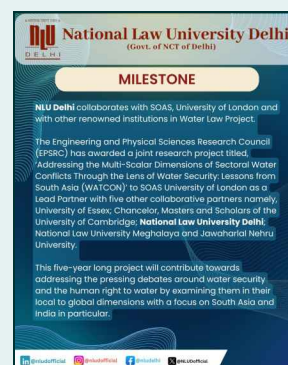 NLU
DELHI
National Law University Delhi
(Govt. of NCT of Delhi)
MILESTONE
NLU Delhi collaborates with SOAS, University of London and
with other renowned institutions in Water Law Project.
The Engineering and Physical Sciences Research Council
(EPSRC) has awarded a joint research project titled,
'Addressing the Multi-Scalar Dimensions of Sectoral Water
Conflicts Through the Lens of Water Security: Lessons from
South Asia (WATCON)' to SOAS University of London as a
Lead Partner with five other collaborative partners namely,
University of Essex; Chancelor, Masters and Scholars of the
University of Cambridge; National Law University Delhi;
National Law University Meghalaya and Jawaharlal Nehru
University.
This five-year long project will contribute towards
addressing the pressing debates around water security
and the human right to water by examining them in their
local to global dimensions with a focus on South Asia and
India in particular.
@nludofficial @nludofficial @nludelhi @NLUDofficial